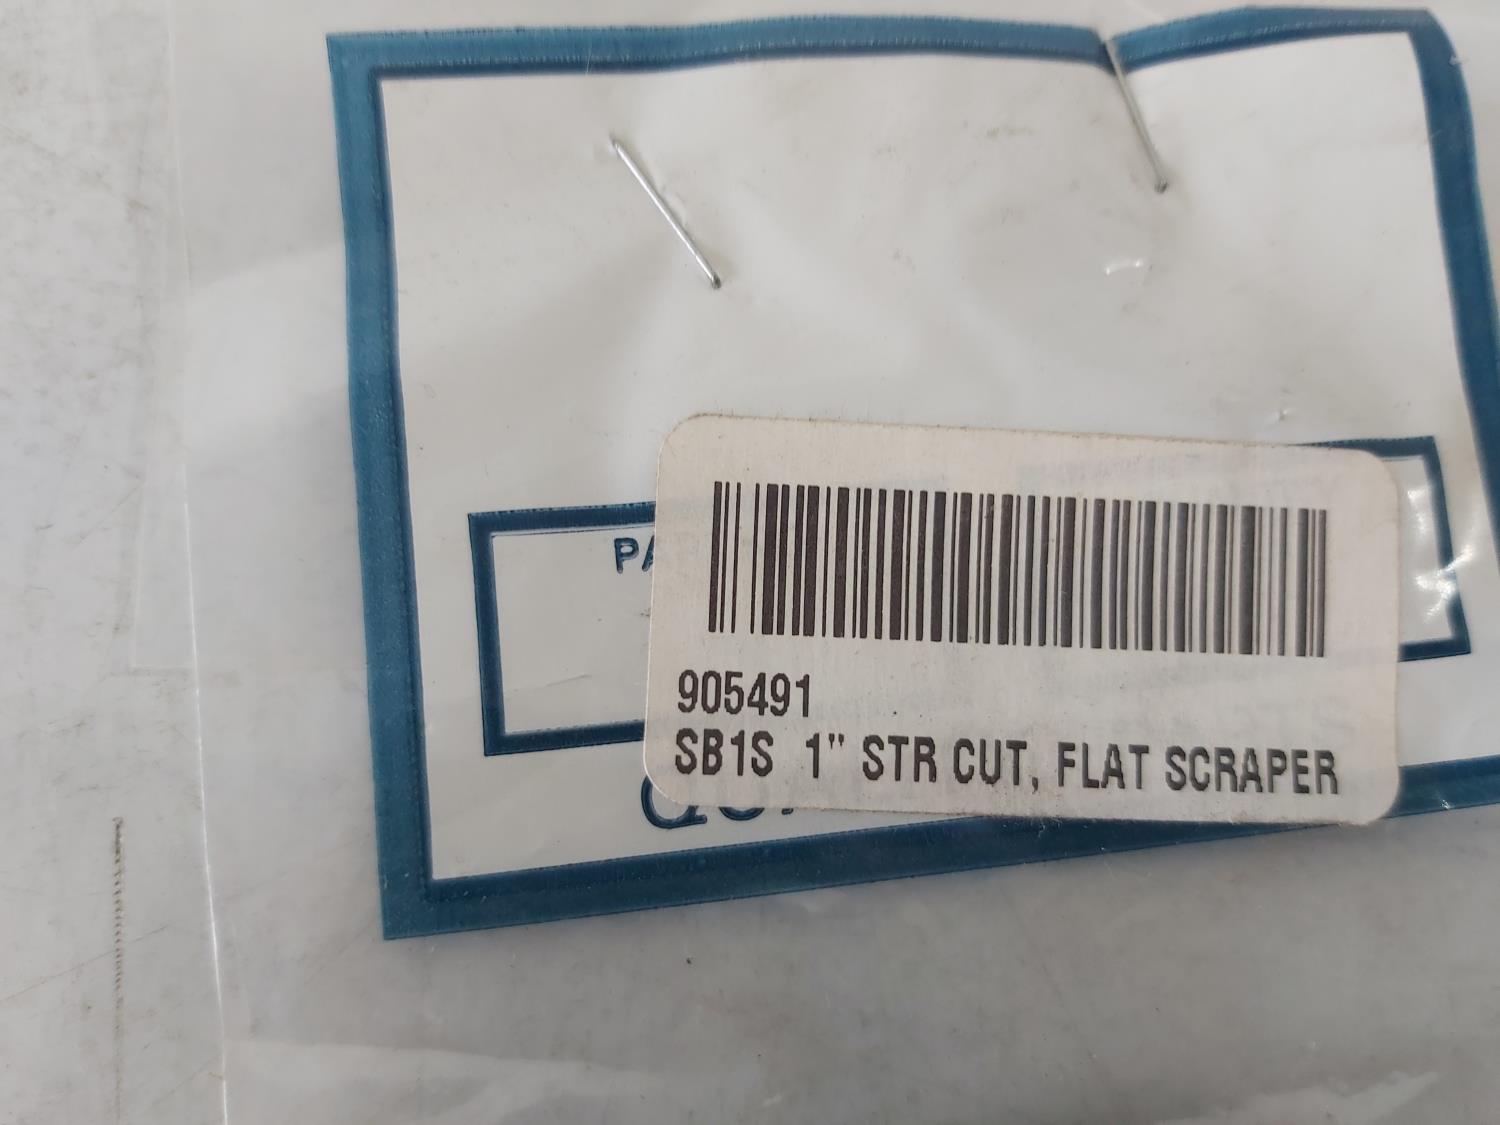 905491
SB1S 1" STR CUT, FLAT SCRAPER